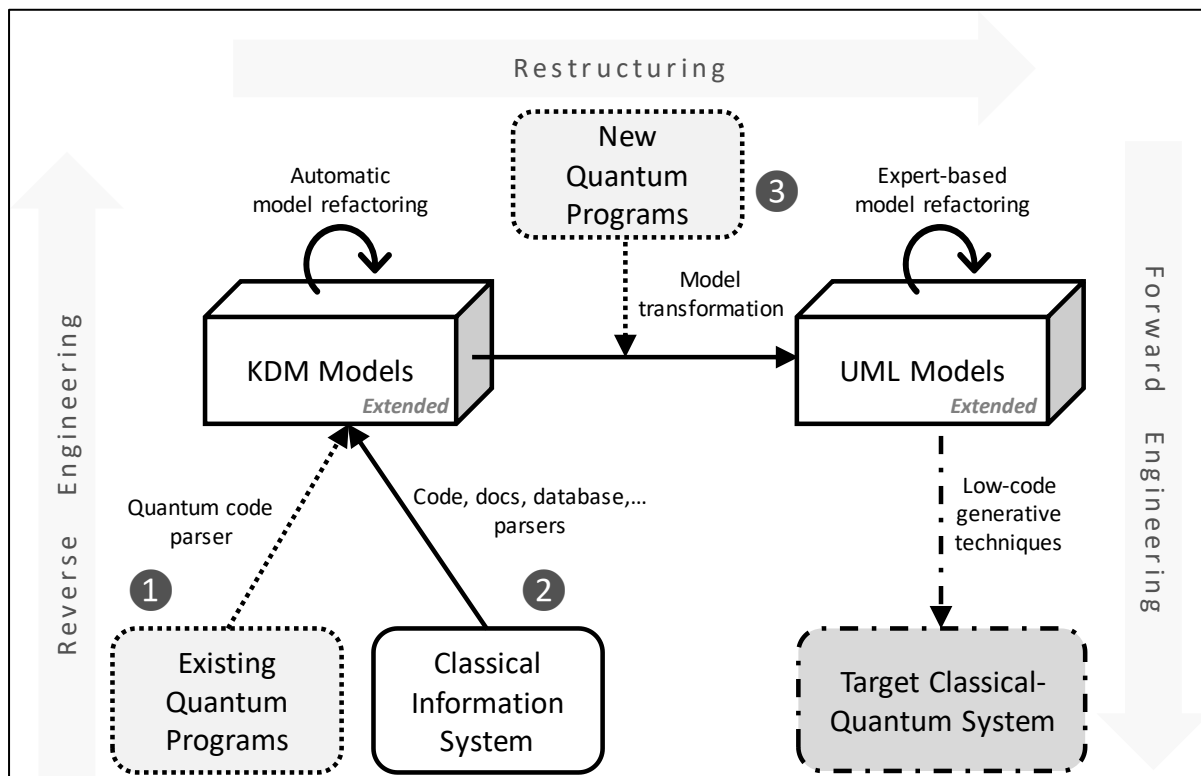 Restructuring
New
Quantum
Programs
3
Automatic
model refactoring
Expert-based
model refactoring
Model
transformation
KDM Models
Extended
UML Models
Extended
Reverse Engineering
Forward Engineering
Quantum code
parser
Code, docs, database,...
parsers
Low-code
generative
techniques
1
2
Existing
Quantum
Programs
Classical
Information
System
Target Classical-
Quantum System